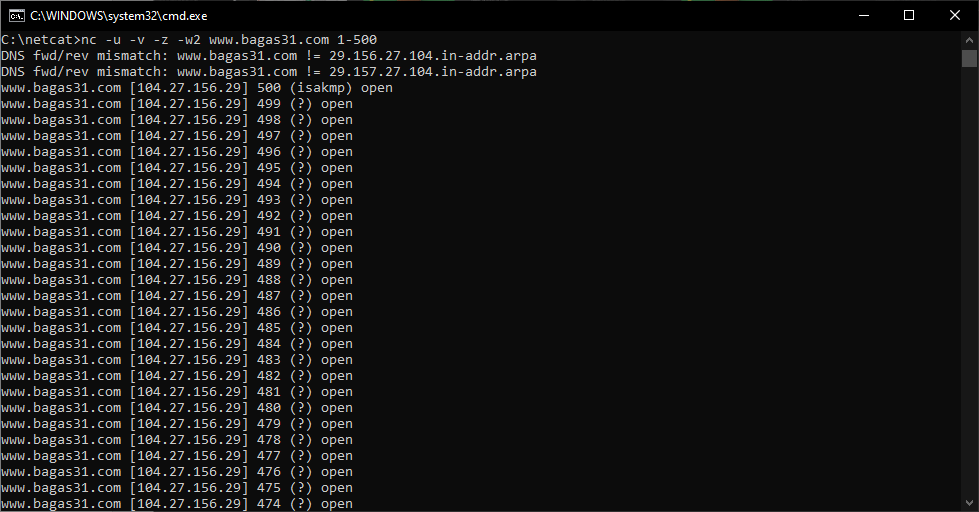 C:\WINDOWS\system32\cmd.exe
C:\netcat>nc -u -v -z -w2 www.bagas31.com 1-500
DNS fwd/rev mismatch: www.bagas31.com != 29.156.27.104.in-addr.arpa
DNS fwd/rev mismatch: www.bagas31.com != 29.157.27.104.in-addr.arpa
www.bagas31.com [104.27.156.29] 500 (isakmp) open
www.bagas31.com [104.27.156.29] 499 (?) open
www.bagas31.com [104.27.156.29] 498 (?) open
www.bagas31.com [104.27.156.29] 497 (?) open
www.bagas31.com [104.27.156.29] 496 (?) open
www.bagas31.com [104.27.156.29] 495 (?) open
www.bagas31.com [104.27.156.29] 494 (?) open
www.bagas31.com [104.27.156.29] 493 (?) open
www.bagas31.com [104.27.156.29] 492 (?) open
www.bagas31.com [104.27.156.29] 491 (?) open
www.bagas31.com [104.27.156.29] 490 (?) open
www.bagas31.com [104.27.156.29] 489 (?) open
www.bagas31.com [104.27.156.29] 488 (?) open
www.bagas31.com [104.27.156.29] 487 (?) open
www.bagas31.com [104.27.156.29] 486 (?) open
www.bagas31.com [104.27.156.29] 485 (?) open
www.bagas31.com [104.27.156.29] 484 (?) open
www.bagas31.com [104.27.156.29] 483 (?) open
www.bagas31.com [104.27.156.29] 482 (?) open
www.bagas31.com [104.27.156.29] 481 (?) open
www.bagas31.com [104.27.156.29] 480 (?) open
www.bagas31.com [104.27.156.29] 479 (?) open
www.bagas31.com [104.27.156.29] 478 (?) open
www.bagas31.com [104.27.156.29] 477 (?) open
www.bagas31.com [104.27.156.29] 476 (?) open
www.bagas31.com [104.27.156.29] 475 (?) open
www.bagas31.com [104.27.156.29] 474 (?) open